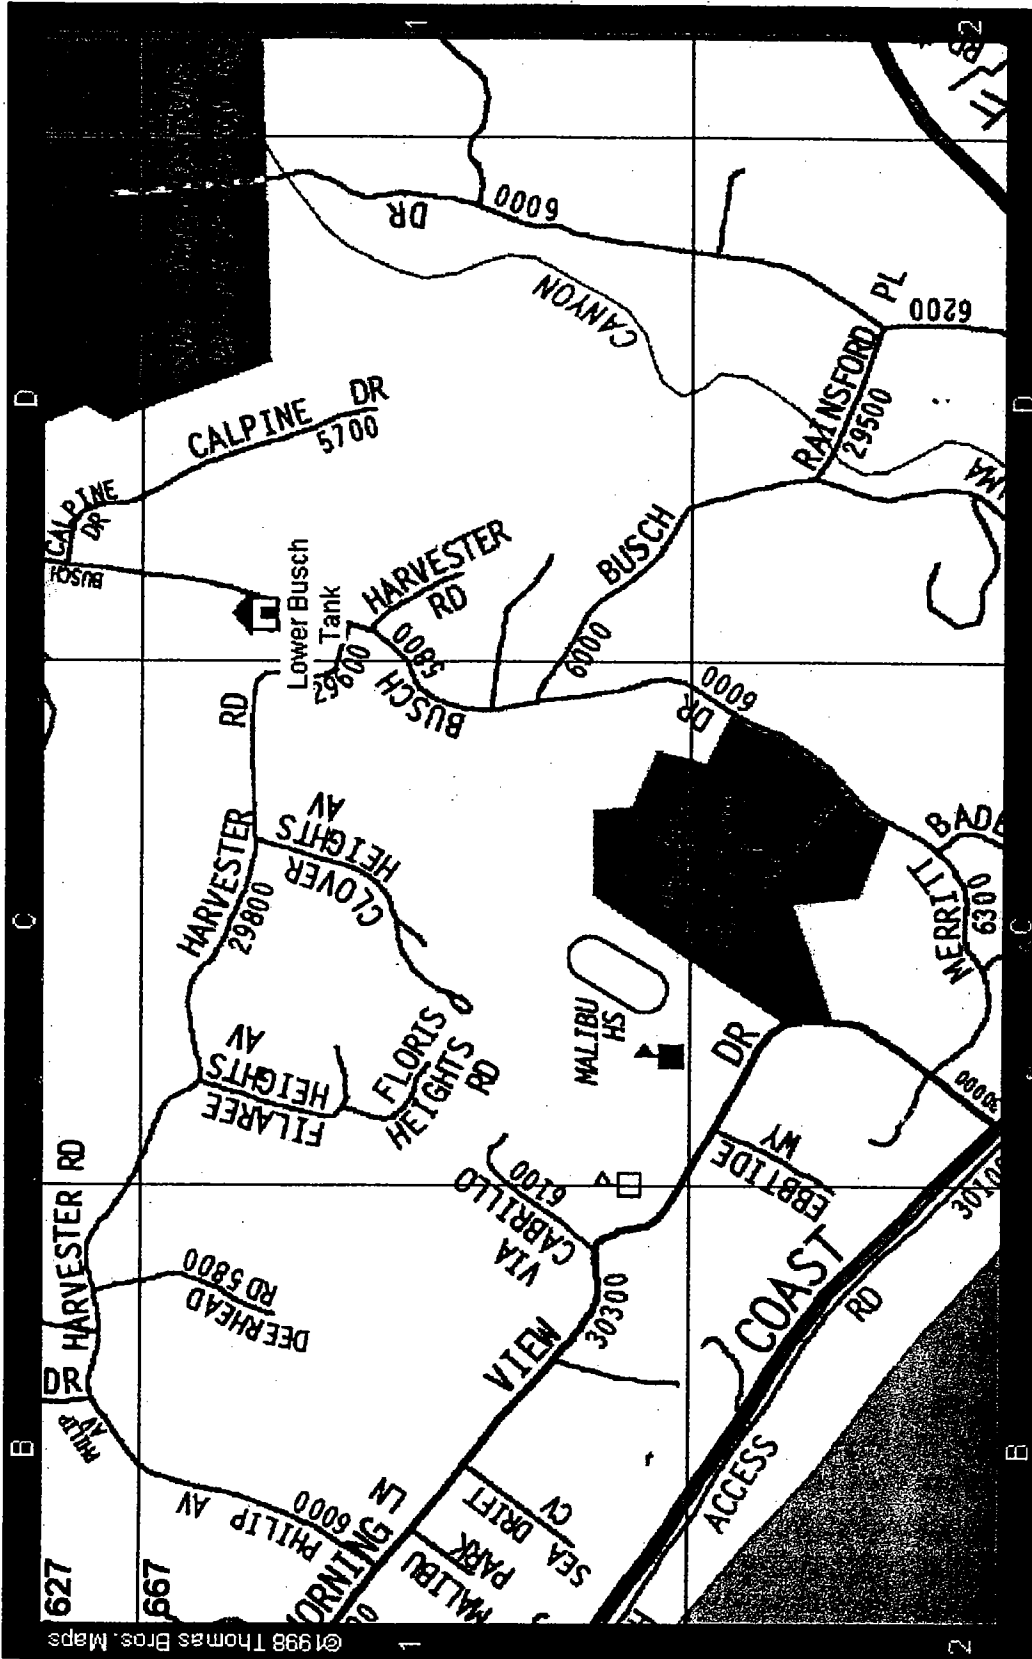 1
2
RD
D
D
DR
6000
CANYON
PL
6200
RAINSFORD
29500
CALPINE DR
5700
CALPINE
DR
BUSCH
HARVESTER
RD
Lower Busch
Tank
29600
5800
BUSCH
BUSCH
6000
DR
6000
RD
HARVESTER
29800
CLOVER
HEIGHTS
AV
C
C
MERRITT
6300
MALIBU
HS
DR
FILAREE
HEIGHTS
AV
FLORIS
HEIGHTS
RD
EBBTIDE
WY
30000
VIA
CABRILLO
6100
HARVESTER RD
DEERHEAD
RD 5800
VIEW
30300
COAST
RD
ACCESS
DR
PHILIP
AV
B
B
PHILIP AV
6000
LN
SEA DRIFT
CV
MALIBU
PARK
627
667
1
2
©1998 Thomas Bros. Maps